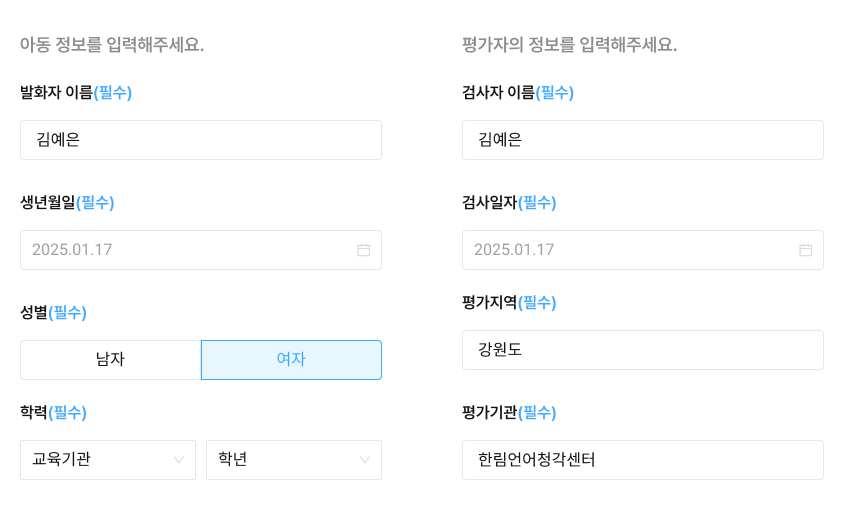 아동 정보를 입력해주세요.
발화자 이름(필수)
김예은
생년월일(필수)
2025.01.17
성별(필수)
남자 여자
학력(필수)
교육기관 학년
평가자의 정보를 입력해주세요.
검사자 이름(필수)
김예은
검사일자(필수)
2025.01.17
평가지역(필수)
강원도
평가기관(필수)
한림언어청각센터